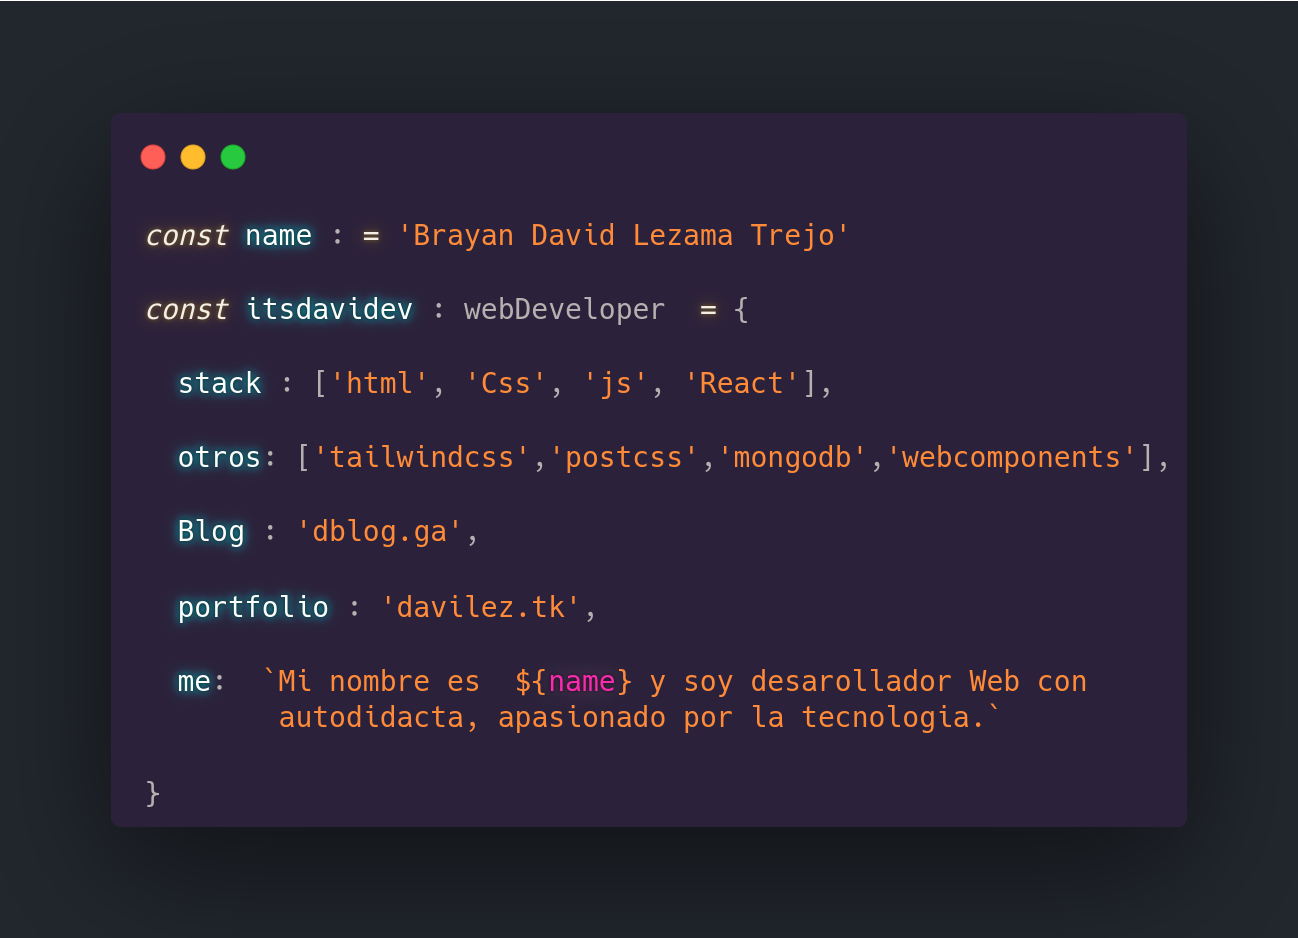 const name : = 'Brayan David Lezama Trejo'
const itsdavidev : webDeveloper  = {
  stack : ['html', 'Css', 'js', 'React'],
  otros: ['tailwindcss','postcss','mongodb','webcomponents'],
  Blog : 'dblog.ga',
  portfolio : 'davilez.tk',
  me:  `Mi nombre es  ${name} y soy desarollador Web con
        autodidacta, apasionado por la tecnologia.`
}